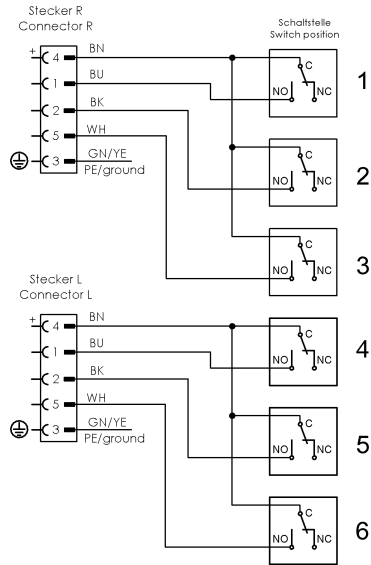 Stecker R
Connector R
Schaltstelle
Switch position
+ 4 BN
1 BU
2 BK
5 WH
3 GN/YE
PE/ground
C
NO NC
1
C
NO NC
2
C
NO NC
3
Stecker L
Connector L
+ 4 BN
1 BU
2 BK
5 WH
3 GN/YE
PE/ground
C
NO NC
4
C
NO NC
5
C
NO NC
6